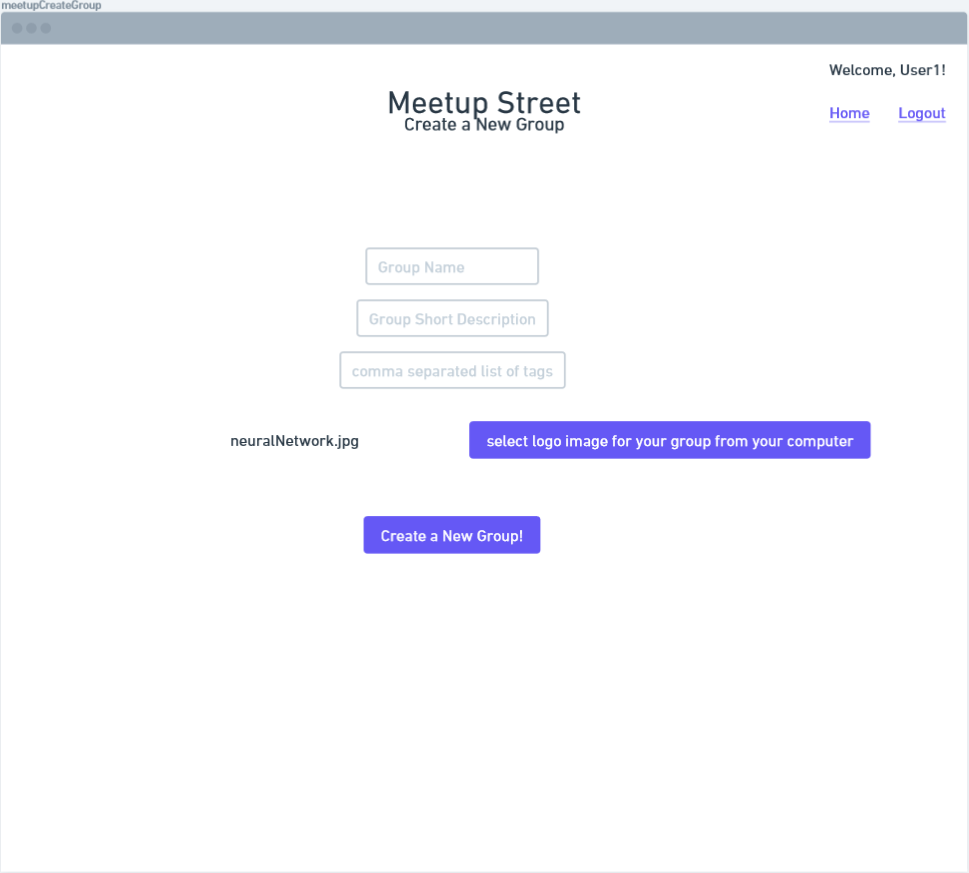 meetupCreateGroup
Welcome, User1!
Meetup Street
Create a New Group
Home Logout
Group Name
Group Short Description
comma separated list of tags
neuralNetwork.jpg select logo image for your group from your computer
Create a New Group!